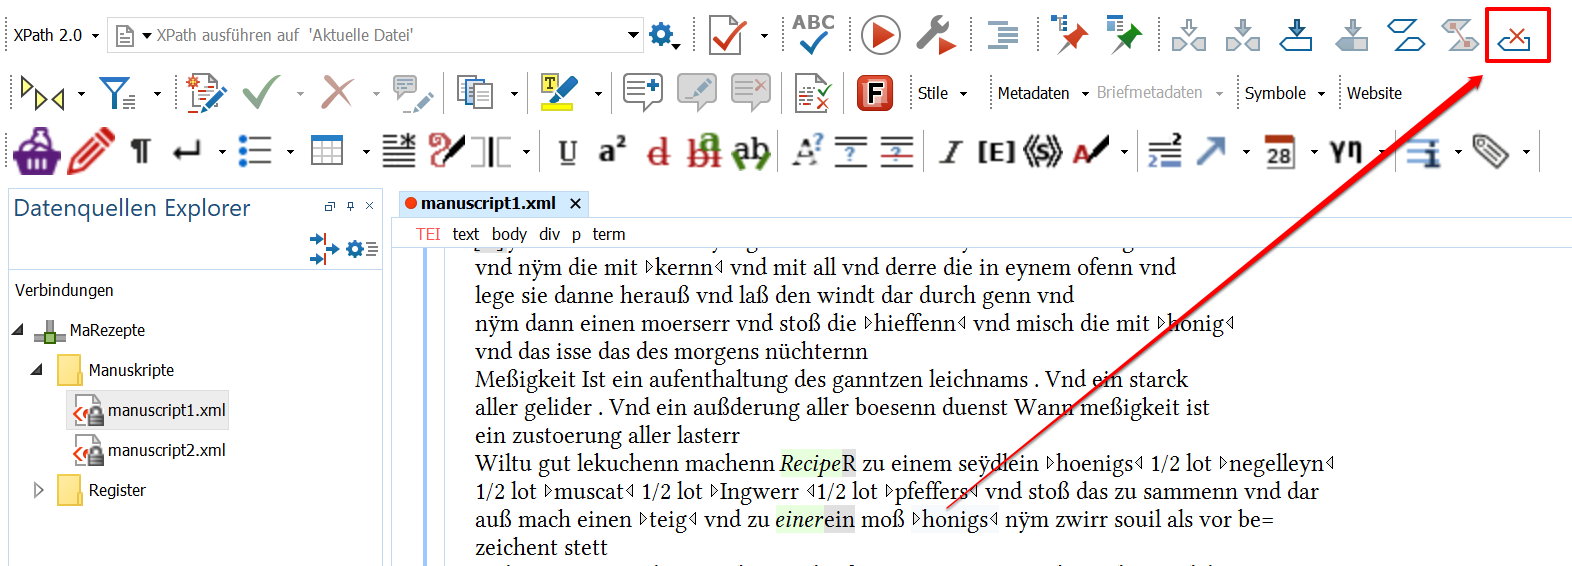 XPath 2.0 XPath ausführen auf 'Aktuelle Datei'
ABC
T F Stile Metadaten Briefmetadaten Symbole Website
¶ U a² d bı ab A? ? ? I [E] «S» A 28 γη
Datenquellen Explorer
Verbindungen
MaRezepte
Manuskripte
manuscript1.xml
manuscript2.xml
Register
manuscript1.xml
TEI text body div p term
vnd nÿm die mit kernn vnd mit all vnd derre die in eynem ofenn vnd
lege sie danne herauß vnd laß den windt dar durch genn vnd
nÿm dann einen moerserr vnd stoß die hieffenn vnd misch die mit honig
vnd das isse das des morgens nüchternn
Meßigkeit Ist ein aufenthaltung des ganntzen leichnams . Vnd ein starck
aller gelider . Vnd ein außderung aller boesenn duenst Wann meßigkeit ist
ein zustoerung aller lasterr
Wiltu gut lekuchenn machenn RecipeR zu einem seÿdlein hoenigs 1/2 lot negelleyn
1/2 lot muscat 1/2 lot Ingwerr 1/2 lot pfeffers vnd stoß das zu sammenn vnd dar
auß mach einen teig vnd zu einerein moß honigs nÿm zwirr souil als vor be=
zeichent stett